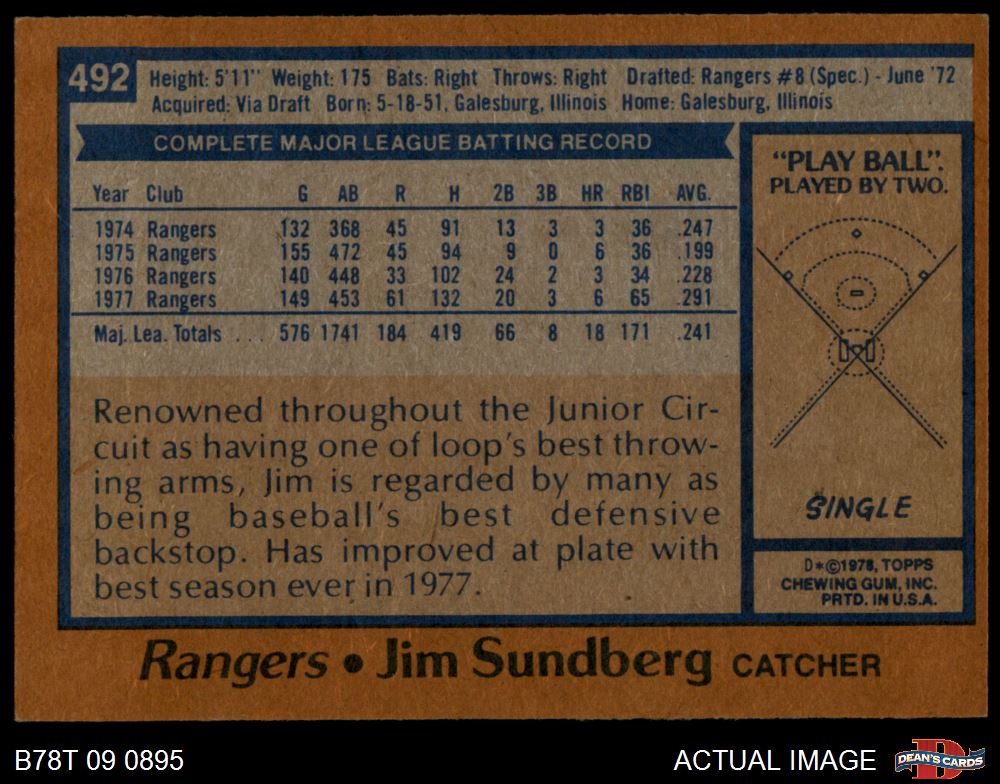 492
Height: 5'11" Weight: 175 Bats: Right Throws: Right Drafted: Rangers #8 (Spec.) - June '72
Acquired: Via Draft Born: 5-18-51, Galesburg, Illinois Home: Galesburg, Illinois
COMPLETE MAJOR LEAGUE BATTING RECORD
Year Club G AB R H 2B 3B HR RBI AVG.
1974 Rangers 132 368 45 91 13 3 3 36 .247
1975 Rangers 155 472 45 94 9 0 6 36 .199
1976 Rangers 140 448 33 102 24 2 3 34 .228
1977 Rangers 149 453 61 132 20 3 6 65 .291
Maj. Lea. Totals . . . 576 1741 184 419 66 8 18 171 .241
Renowned throughout the Junior Cir-
cuit as having one of loop's best throw-
ing arms, Jim is regarded by many as
being baseball's best defensive
backstop. Has improved at plate with
best season ever in 1977.
"PLAY BALL".
PLAYED BY TWO.
SINGLE
D*©1978, TOPPS
CHEWING GUM, INC.
PRTD. IN U.S.A.
Rangers • Jim Sundberg CATCHER
B78T 09 0895
ACTUAL IMAGE
D
DEAN'S CARDS